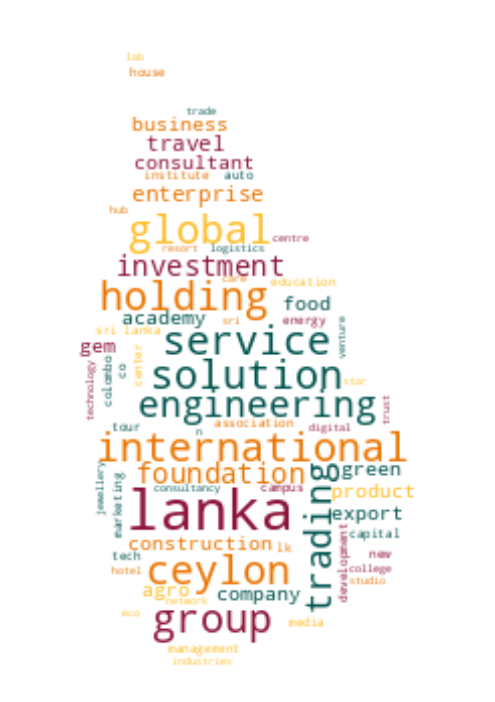 lab
house
trade
business
travel
consultant
institute auto
enterprise
hub
global
centre
resort logistics
investment
care education
holding food
academy sri energy
sri lanka
service
venture
gem
center
technology
colombo
co
solution
star
engineering
trust
association
tour n digital
international
foundation green
jewellery
marketing
consultancy campus product
lanka
trading
export
capital
construction lk
development
tech new
ceylon
hotel college
studio
agro company
network
eco
group
media
management
industries